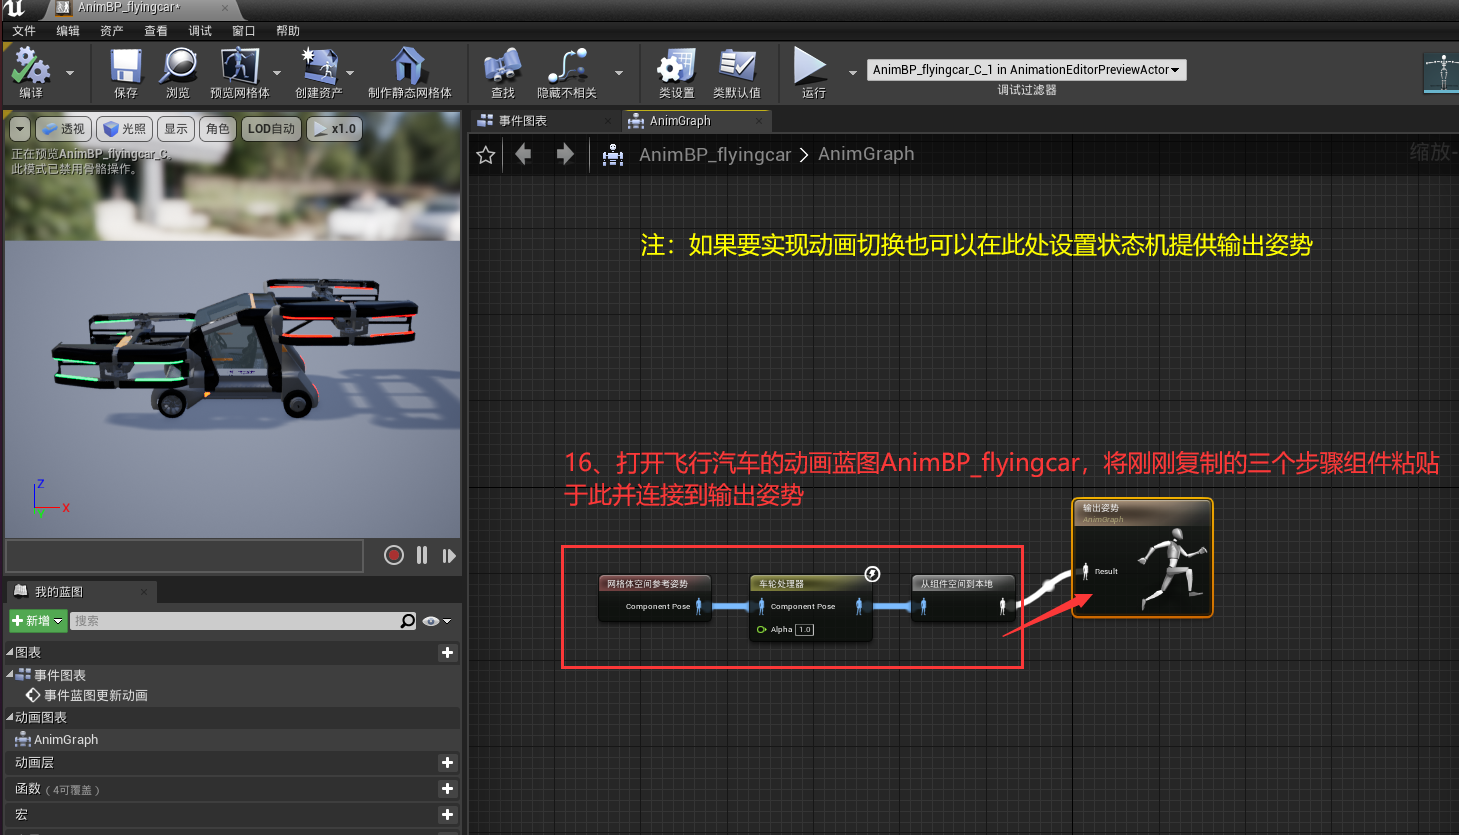 AnimBP_flyingcar*
文件 编辑 资产 查看 调试 窗口 帮助
编译 保存 浏览 预览网格体 创建资产 制作静态网格体 查找 隐藏不相关 类设置 类默认值 运行
AnimBP_flyingcar_C_1 in AnimationEditorPreviewActor
调试过滤器
透视 光照 显示 角色 LOD自动 x1.0
正在预览AnimBP_flyingcar_C。
此模式已禁用骨骼操作。
事件图表 AnimGraph
AnimBP_flyingcar > AnimGraph
缩放-
注：如果要实现动画切换也可以在此处设置状态机提供输出姿势
16、打开飞行汽车的动画蓝图AnimBP_flyingcar，将刚刚复制的三个步骤组件粘贴
于此并连接到输出姿势
输出姿势
AnimGraph
Result
网格体空间参考姿势
Component Pose
车轮处理器
Component Pose
Alpha 1.0
从组件空间到本地
Z
X
Y
我的蓝图
新增 搜索
图表
事件图表
事件蓝图更新动画
动画图表
AnimGraph
动画层
函数（4可覆盖）
宏